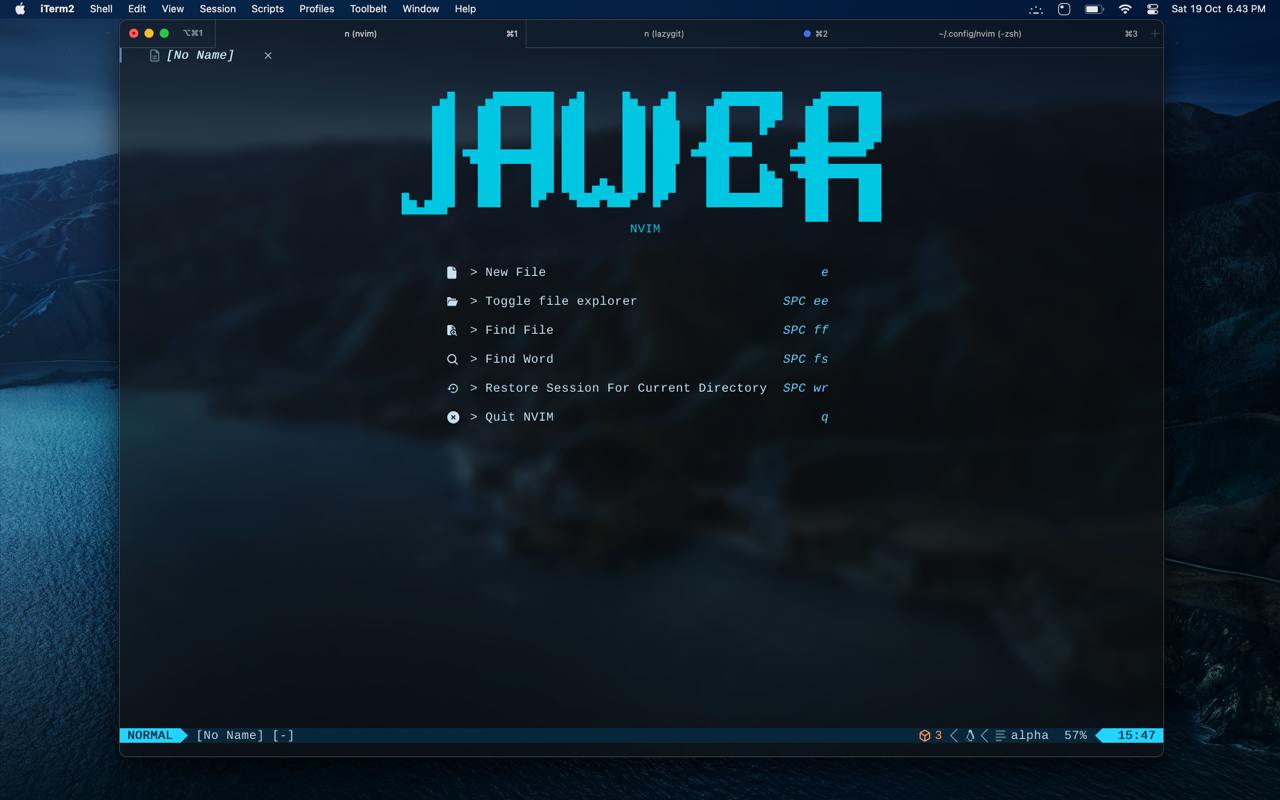 iTerm2 Shell Edit View Session Scripts Profiles Toolbelt Window Help Sat 19 Oct 6.43 PM
⌥⌘1 n (nvim) ⌘1 n (lazygit) ⌘2 ~/.config/nvim (-zsh) ⌘3 +
[No Name] ×
JAVIER
NVIM
> New File e
> Toggle file explorer SPC ee
> Find File SPC ff
> Find Word SPC fs
> Restore Session For Current Directory SPC wr
> Quit NVIM q
NORMAL [No Name] [-] 3 alpha 57% 15:47